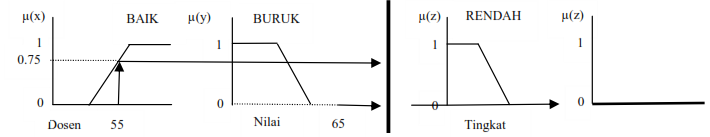 μ(x) BAIK μ(y) BURUK μ(z) RENDAH μ(z)
1 1 1 1
0.75
0 0 0 0
Dosen 55 Nilai 65 Tingkat